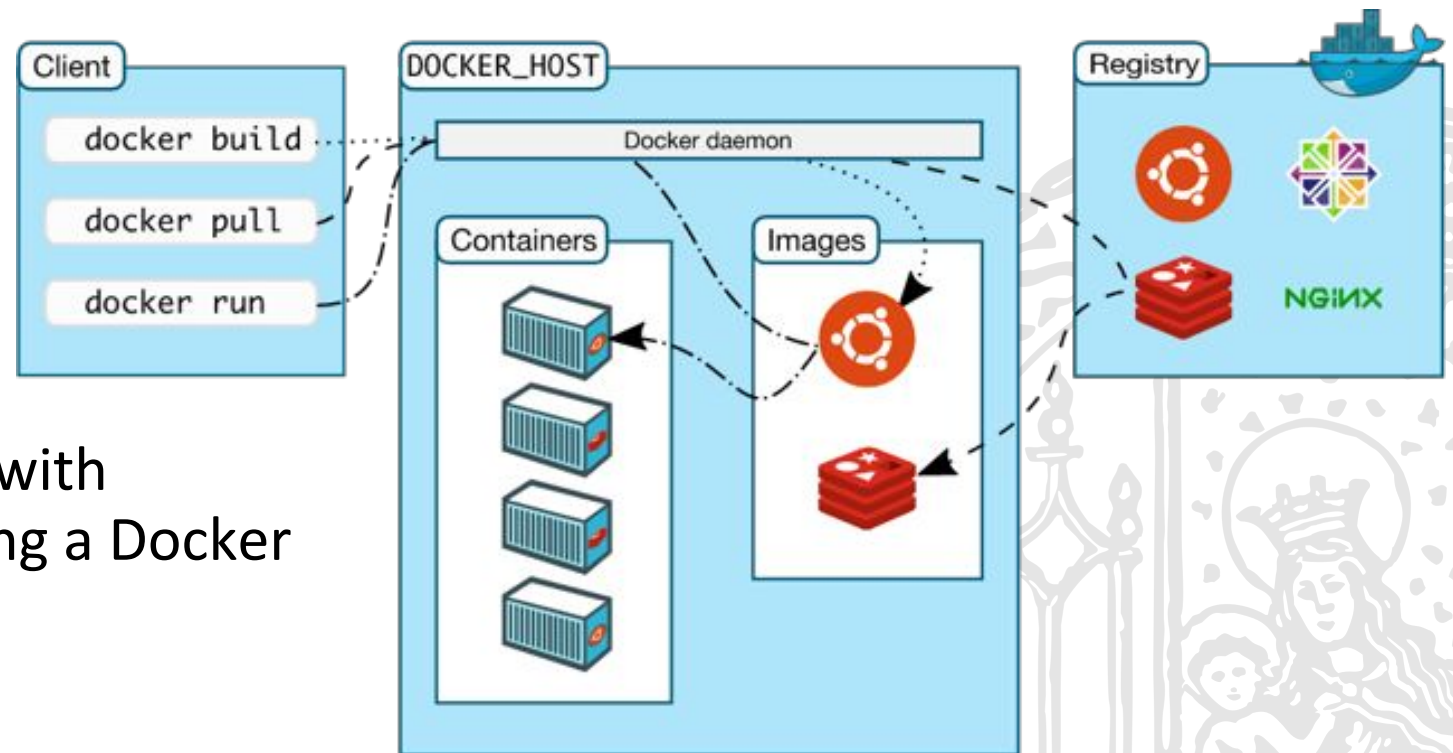 Client
docker build
docker pull
docker run
DOCKER_HOST
Docker daemon
Containers
Images
Registry
NGINX
with
ng a Docker